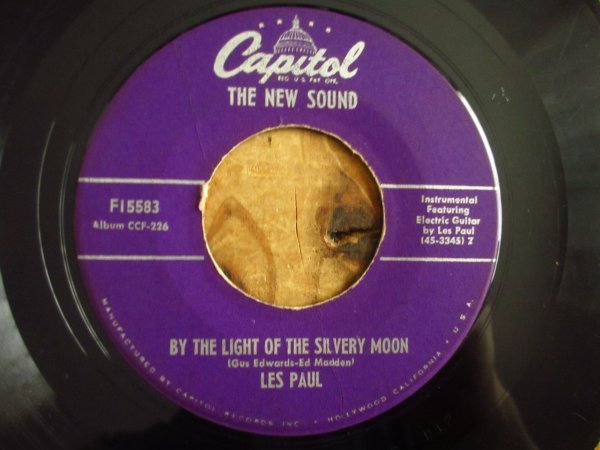 Capitol
REG. U.S. PAT. OFF.
THE NEW SOUND
F15583
Album CCF-226
Instrumental
Featuring
Electric Guitar
by Les Paul
(45-3345) Z
BY THE LIGHT OF THE SILVERY MOON
(Gus Edwards-Ed Madden)
LES PAUL
MANUFACTURED BY CAPITOL RECORDS INC. • HOLLYWOOD CALIFORNIA • U.S.A.